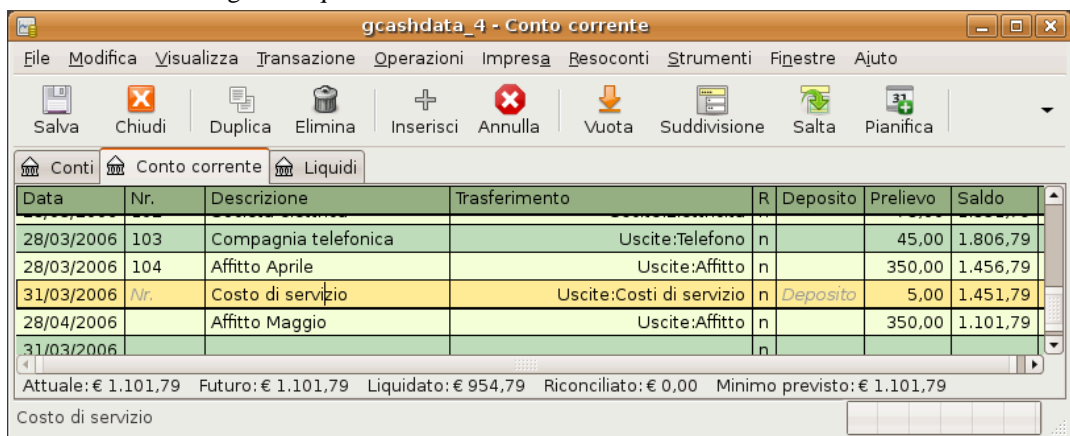 gcashdata_4 - Conto corrente
File Modifica Visualizza Transazione Operazioni Impresa Resoconti Strumenti Finestre Aiuto
Salva Chiudi Duplica Elimina Inserisci Annulla Vuota Suddivisione Salta Pianifica
Conti Conto corrente Liquidi
Data Nr. Descrizione Trasferimento R Deposito Prelievo Saldo
28/03/2006 103 Compagnia telefonica Uscite:Telefono n 45,00 1.806,79
28/03/2006 104 Affitto Aprile Uscite:Affitto n 350,00 1.456,79
31/03/2006 Nr. Costo di servizio Uscite:Costi di servizio n Deposito 5,00 1.451,79
28/04/2006 Affitto Maggio Uscite:Affitto n 350,00 1.101,79
31/03/2006 n
Attuale: € 1.101,79 Futuro: € 1.101,79 Liquidato: € 954,79 Riconciliato: € 0,00 Minimo previsto: € 1.101,79
Costo di servizio